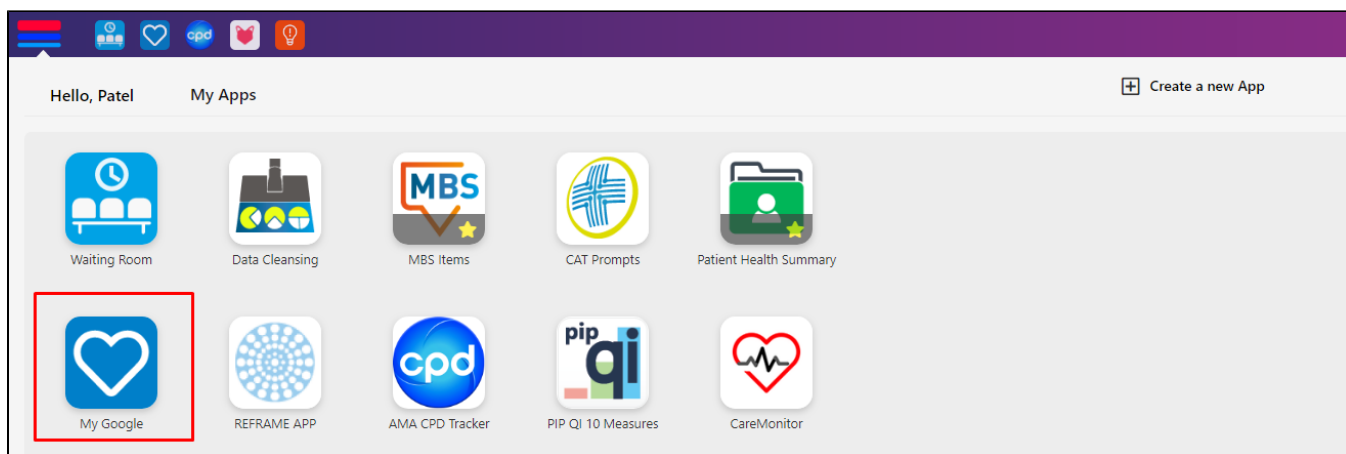 cpd
Hello, Patel
My Apps
Create a new App
MBS
Waiting Room
Data Cleansing
MBS Items
CAT Prompts
Patient Health Summary
cpd
pip
qi
My Google
REFRAME APP
AMA CPD Tracker
PIP QI 10 Measures
CareMonitor